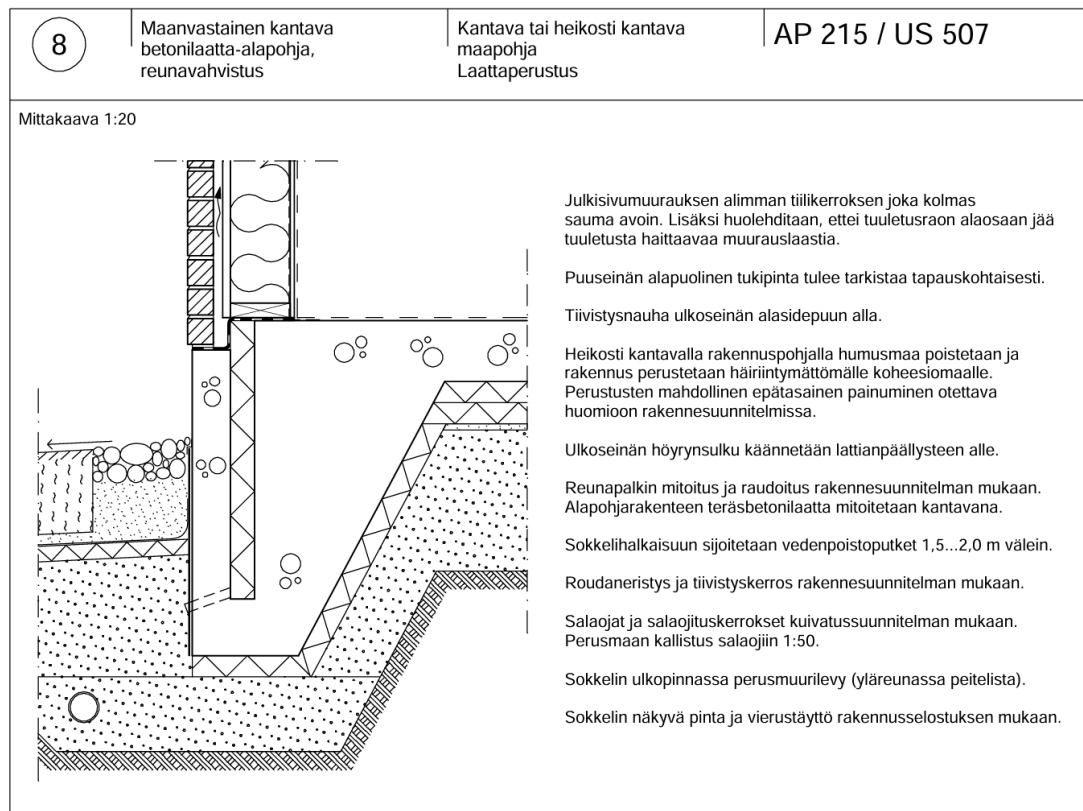 8
Maanvastainen kantava
betonilaatta-alapohja,
reunavahvistus
Kantava tai heikosti kantava
maapohja
Laattaperustus
AP 215 / US 507
Mittakaava 1:20
Julkisivumuurauksen alimman tiilikerroksen joka kolmas
sauma avoin. Lisäksi huolehditaan, ettei tuuletusraon alaosaan jää
tuuletusta haittaavaa muurauslaastia.
Puuseinän alapuolinen tukipinta tulee tarkistaa tapauskohtaisesti.
Tiivistysnauha ulkoseinän alasidepuun alla.
Heikosti kantavalla rakennuspohjalla humusmaa poistetaan ja
rakennus perustetaan häiriintymättömälle koheesiomaalle.
Perustusten mahdollinen epätasainen painuminen otettava
huomioon rakennesuunnitelmissa.
Ulkoseinän höyrynsulku käännetään lattianpäällysteen alle.
Reunapalkin mitoitus ja raudoitus rakennesuunnitelman mukaan.
Alapohjarakenteen teräsbetonilaatta mitoitetaan kantavana.
Sokkelihalkaisuun sijoitetaan vedenpoistoputket 1,5...2,0 m välein.
Roudaneristys ja tiivistyskerros rakennesuunnitelman mukaan.
Salaojat ja salaojituskerrokset kuivatussuunnitelman mukaan.
Perusmaan kallistus salaojiin 1:50.
Sokkelin ulkopinnassa perusmuurilevy (yläreunassa peitelista).
Sokkelin näkyvä pinta ja vierustäyttö rakennusselostuksen mukaan.